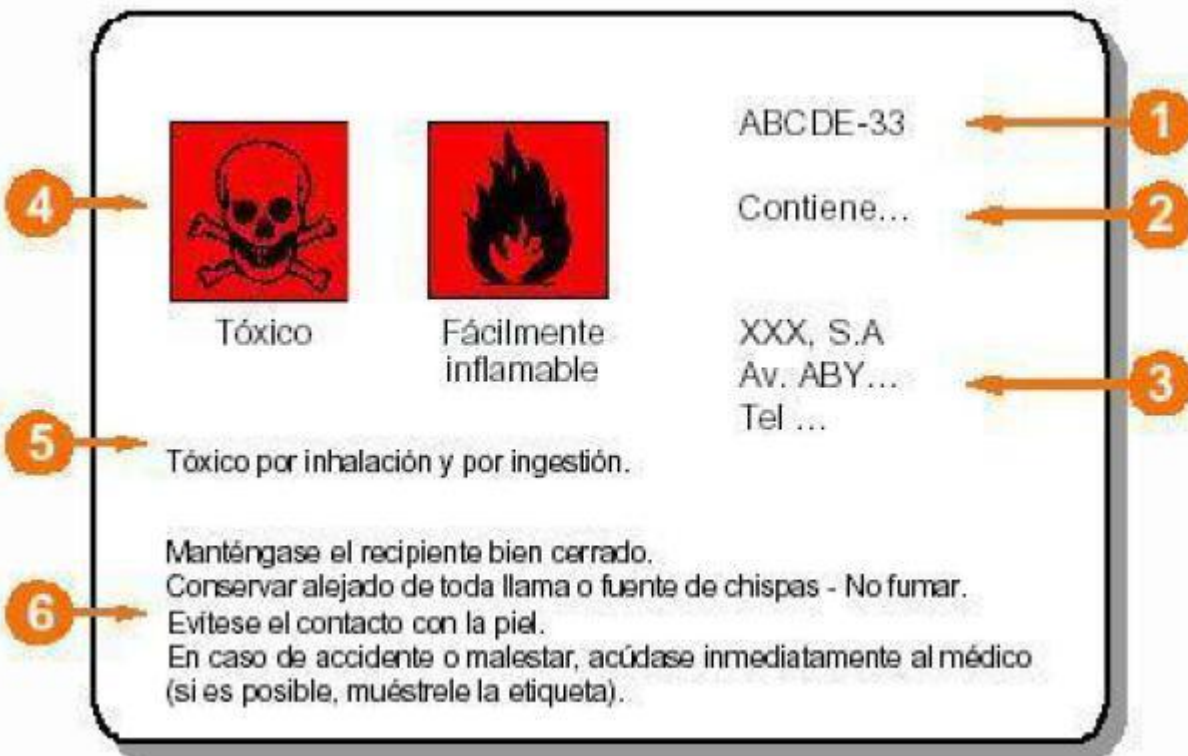 ABCDE-33
1
Contiene...
2
4
Tóxico
Fácilmente
inflamable
XXX, S.A
Av. ABY...
Tel ...
3
5
Tóxico por inhalación y por ingestión.
6
Manténgase el recipiente bien cerrado.
Conservar alejado de toda llama o fuente de chispas - No fumar.
Evítese el contacto con la piel.
En caso de accidente o malestar, acúdase inmediatamente al médico
(si es posible, muéstrele la etiqueta).